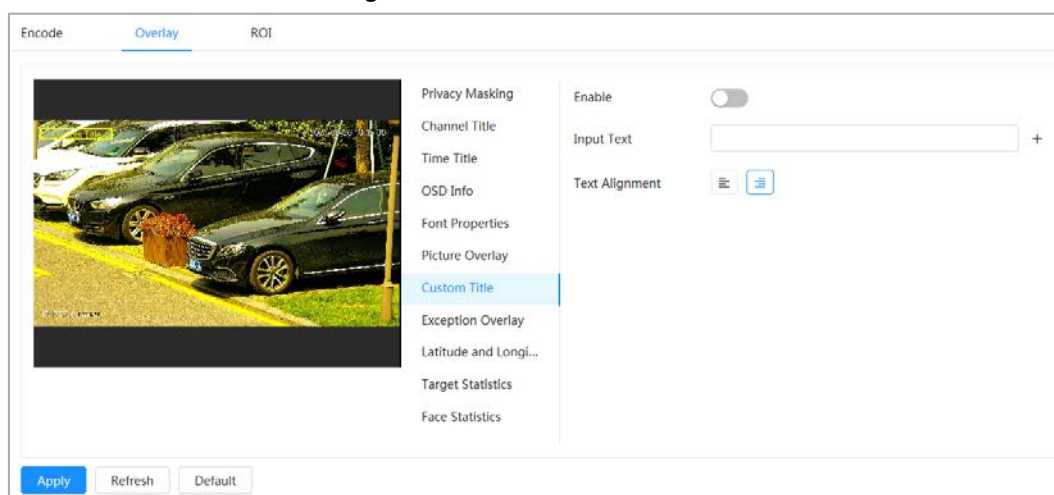 Encode Overlay ROI
Privacy Masking
Channel Title
Time Title
OSD Info
Font Properties
Picture Overlay
Custom Title
Exception Overlay
Latitude and Longi...
Target Statistics
Face Statistics
Enable
Input Text
+
Text Alignment
Apply Refresh Default